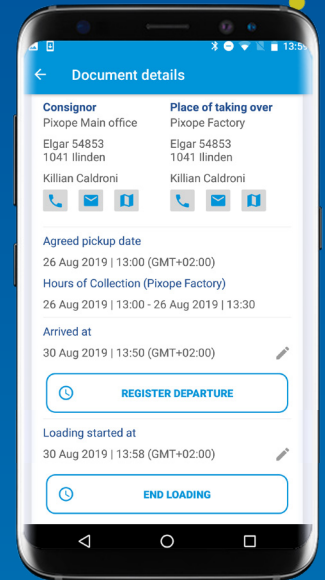 13:59
Document details
Consignor
Pixope Main office
Elgar 54853
1041 Ilinden
Killian Caldroni
Place of taking over
Pixope Factory
Elgar 54853
1041 Ilinden
Killian Caldroni
Agreed pickup date
26 Aug 2019 | 13:00 (GMT+02:00)
Hours of Collection (Pixope Factory)
26 Aug 2019 | 13:00 - 26 Aug 2019 | 13:30
Arrived at
30 Aug 2019 | 13:50 (GMT+02:00)
REGISTER DEPARTURE
Loading started at
30 Aug 2019 | 13:58 (GMT+02:00)
END LOADING